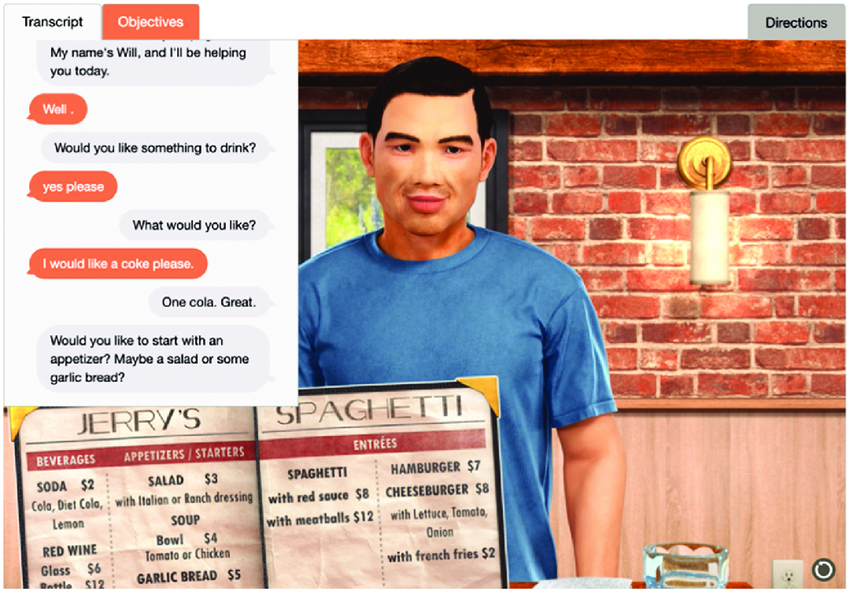 Transcript
Objectives
Directions
My name's Will, and I'll be helping
you today.
Well .
Would you like something to drink?
yes please
What would you like?
I would like a coke please.
One cola. Great.
Would you like to start with an
appetizer? Maybe a salad or some
garlic bread?
JERRY'S
SPAGHETTI
BEVERAGES
SODA $2
Cola, Diet Cola,
Lemon
RED WINE
Glass $6
Bottle $12
APPETIZERS / STARTERS
SALAD $3
with Italian or Ranch dressing
SOUP
Bowl $4
Tomato or Chicken
GARLIC BREAD $5
ENTRÉES
SPAGHETTI
with red sauce $8
with meatballs $12
HAMBURGER $7
CHEESEBURGER $8
with Lettuce, Tomato,
Onion
with french fries $2